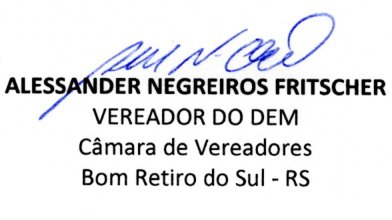 ALESSANDER NEGREIROS FRITSCHER
VEREADOR DO DEM
Câmara de Vereadores
Bom Retiro do Sul - RS